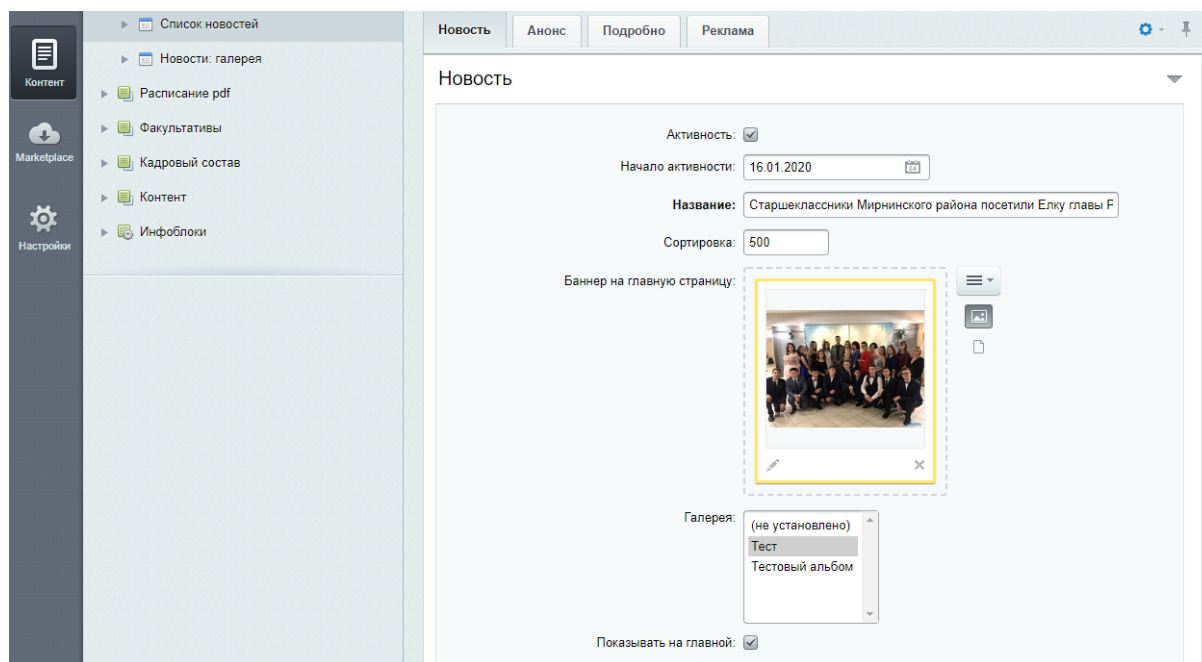 Контент
Marketplace
Настройки
Список новостей
Новости: галерея
Расписание pdf
Факультативы
Кадровый состав
Контент
Инфоблоки
Новость
Анонс
Подробно
Реклама
Новость
Активность:
Начало активности: 16.01.2020
24
Название: Старшеклассники Мирнинского района посетили Елку главы Р
Сортировка: 500
Баннер на главную страницу:
Галерея:
(не установлено)
Тест
Тестовый альбом
Показывать на главной: